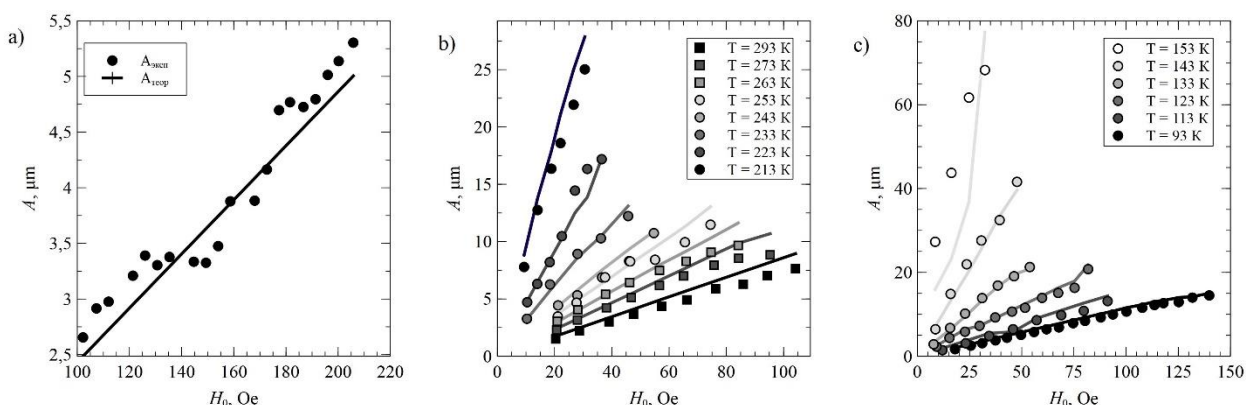 a)
5,5
5
4,5
4
3,5
3
2,5
A, μm
Aэксп
Aтеор
100 120 140 160 180 200 220
H₀, Oe
b)
25
20
15
10
5
0
A, μm
T = 293 K
T = 273 K
T = 263 K
T = 253 K
T = 243 K
T = 233 K
T = 223 K
T = 213 K
0 20 40 60 80 100
H₀, Oe
c)
80
60
40
20
0
A, μm
T = 153 K
T = 143 K
T = 133 K
T = 123 K
T = 113 K
T = 93 K
0 25 50 75 100 125 150
H₀, Oe